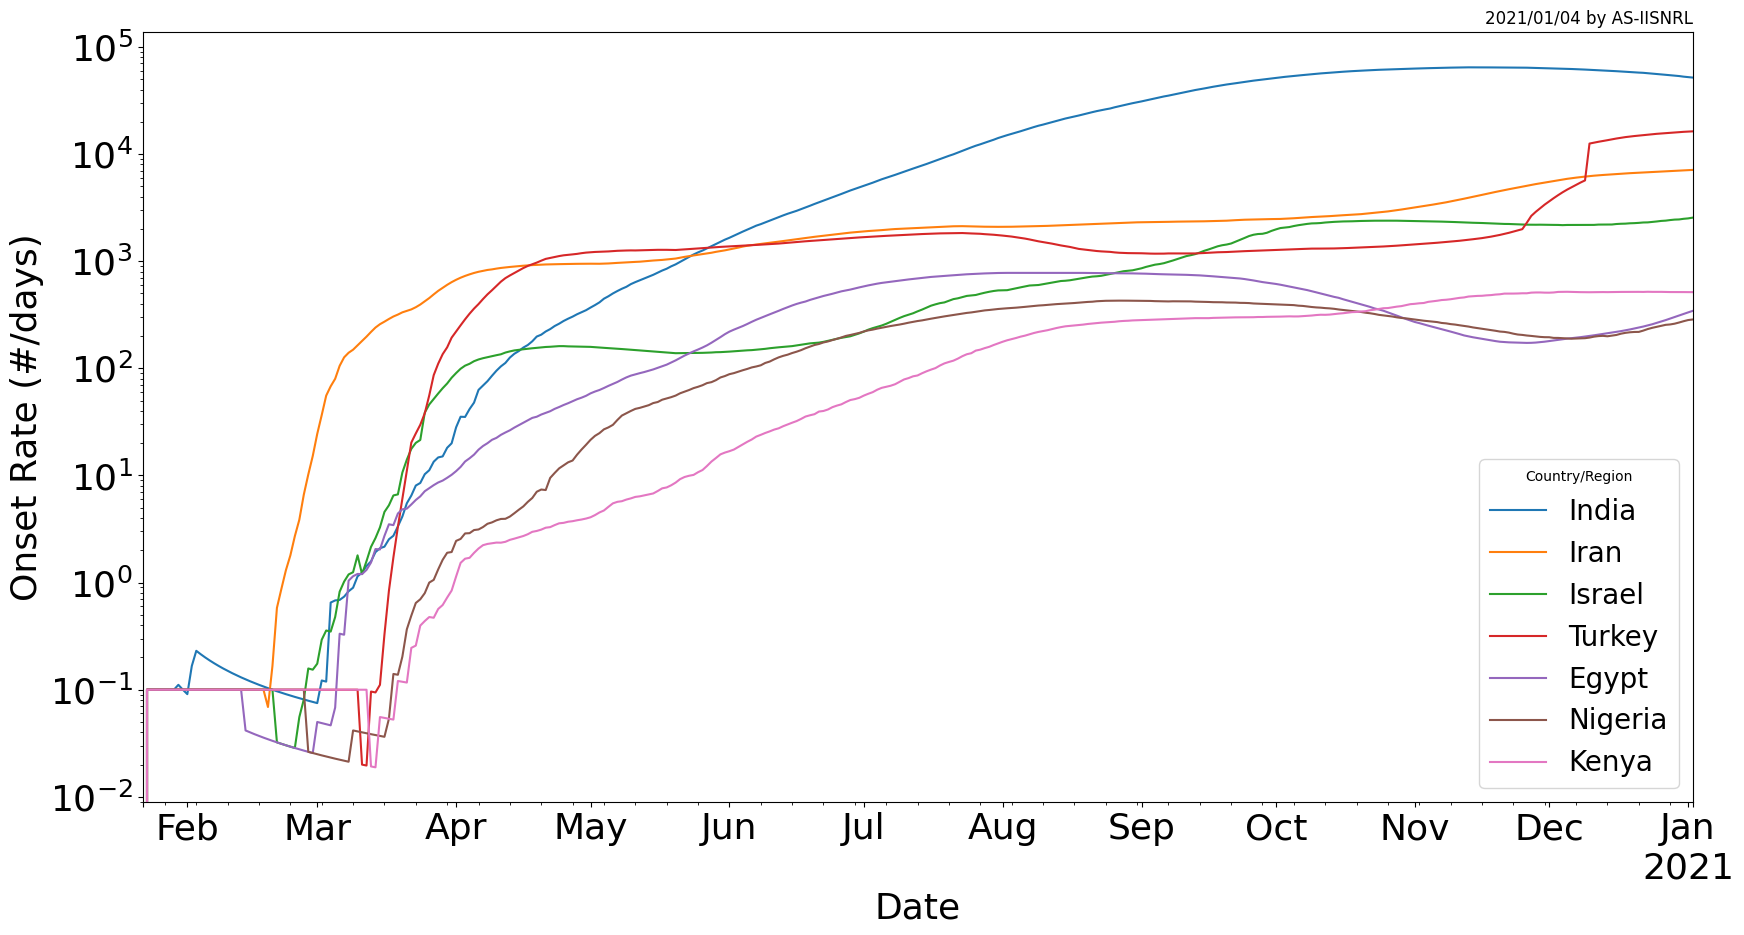 2021/01/04 by AS-IISNRL
10^5
10^4
10^3
10^2
10^1
10^0
10^−1
10^−2
Onset Rate (#/days)
Country/Region
India
Iran
Israel
Turkey
Egypt
Nigeria
Kenya
Feb Mar Apr May Jun Jul Aug Sep Oct Nov Dec Jan
2021
Date